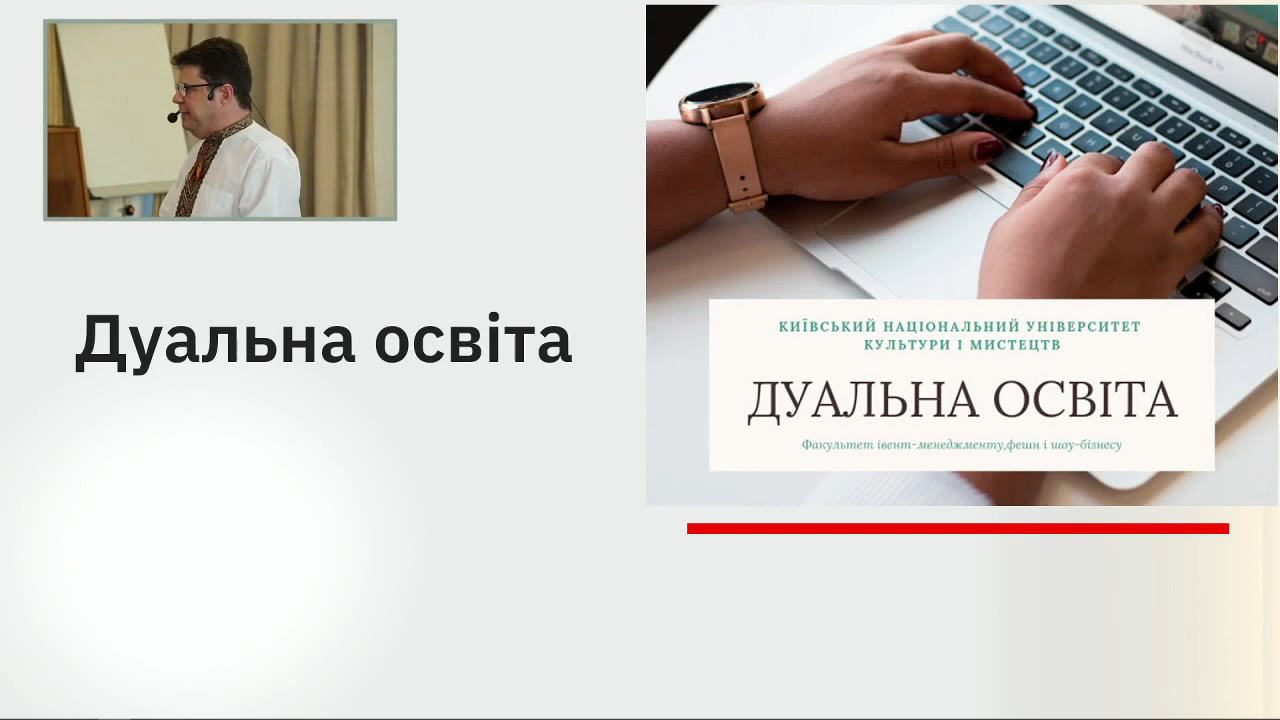 Дуальна освіта
КИЇВСЬКИЙ НАЦІОНАЛЬНИЙ УНІВЕРСИТЕТ
КУЛЬТУРИ І МИСТЕЦТВ
ДУАЛЬНА ОСВІТА
Факультет івент-менеджменту,фешн і шоу-бізнесу